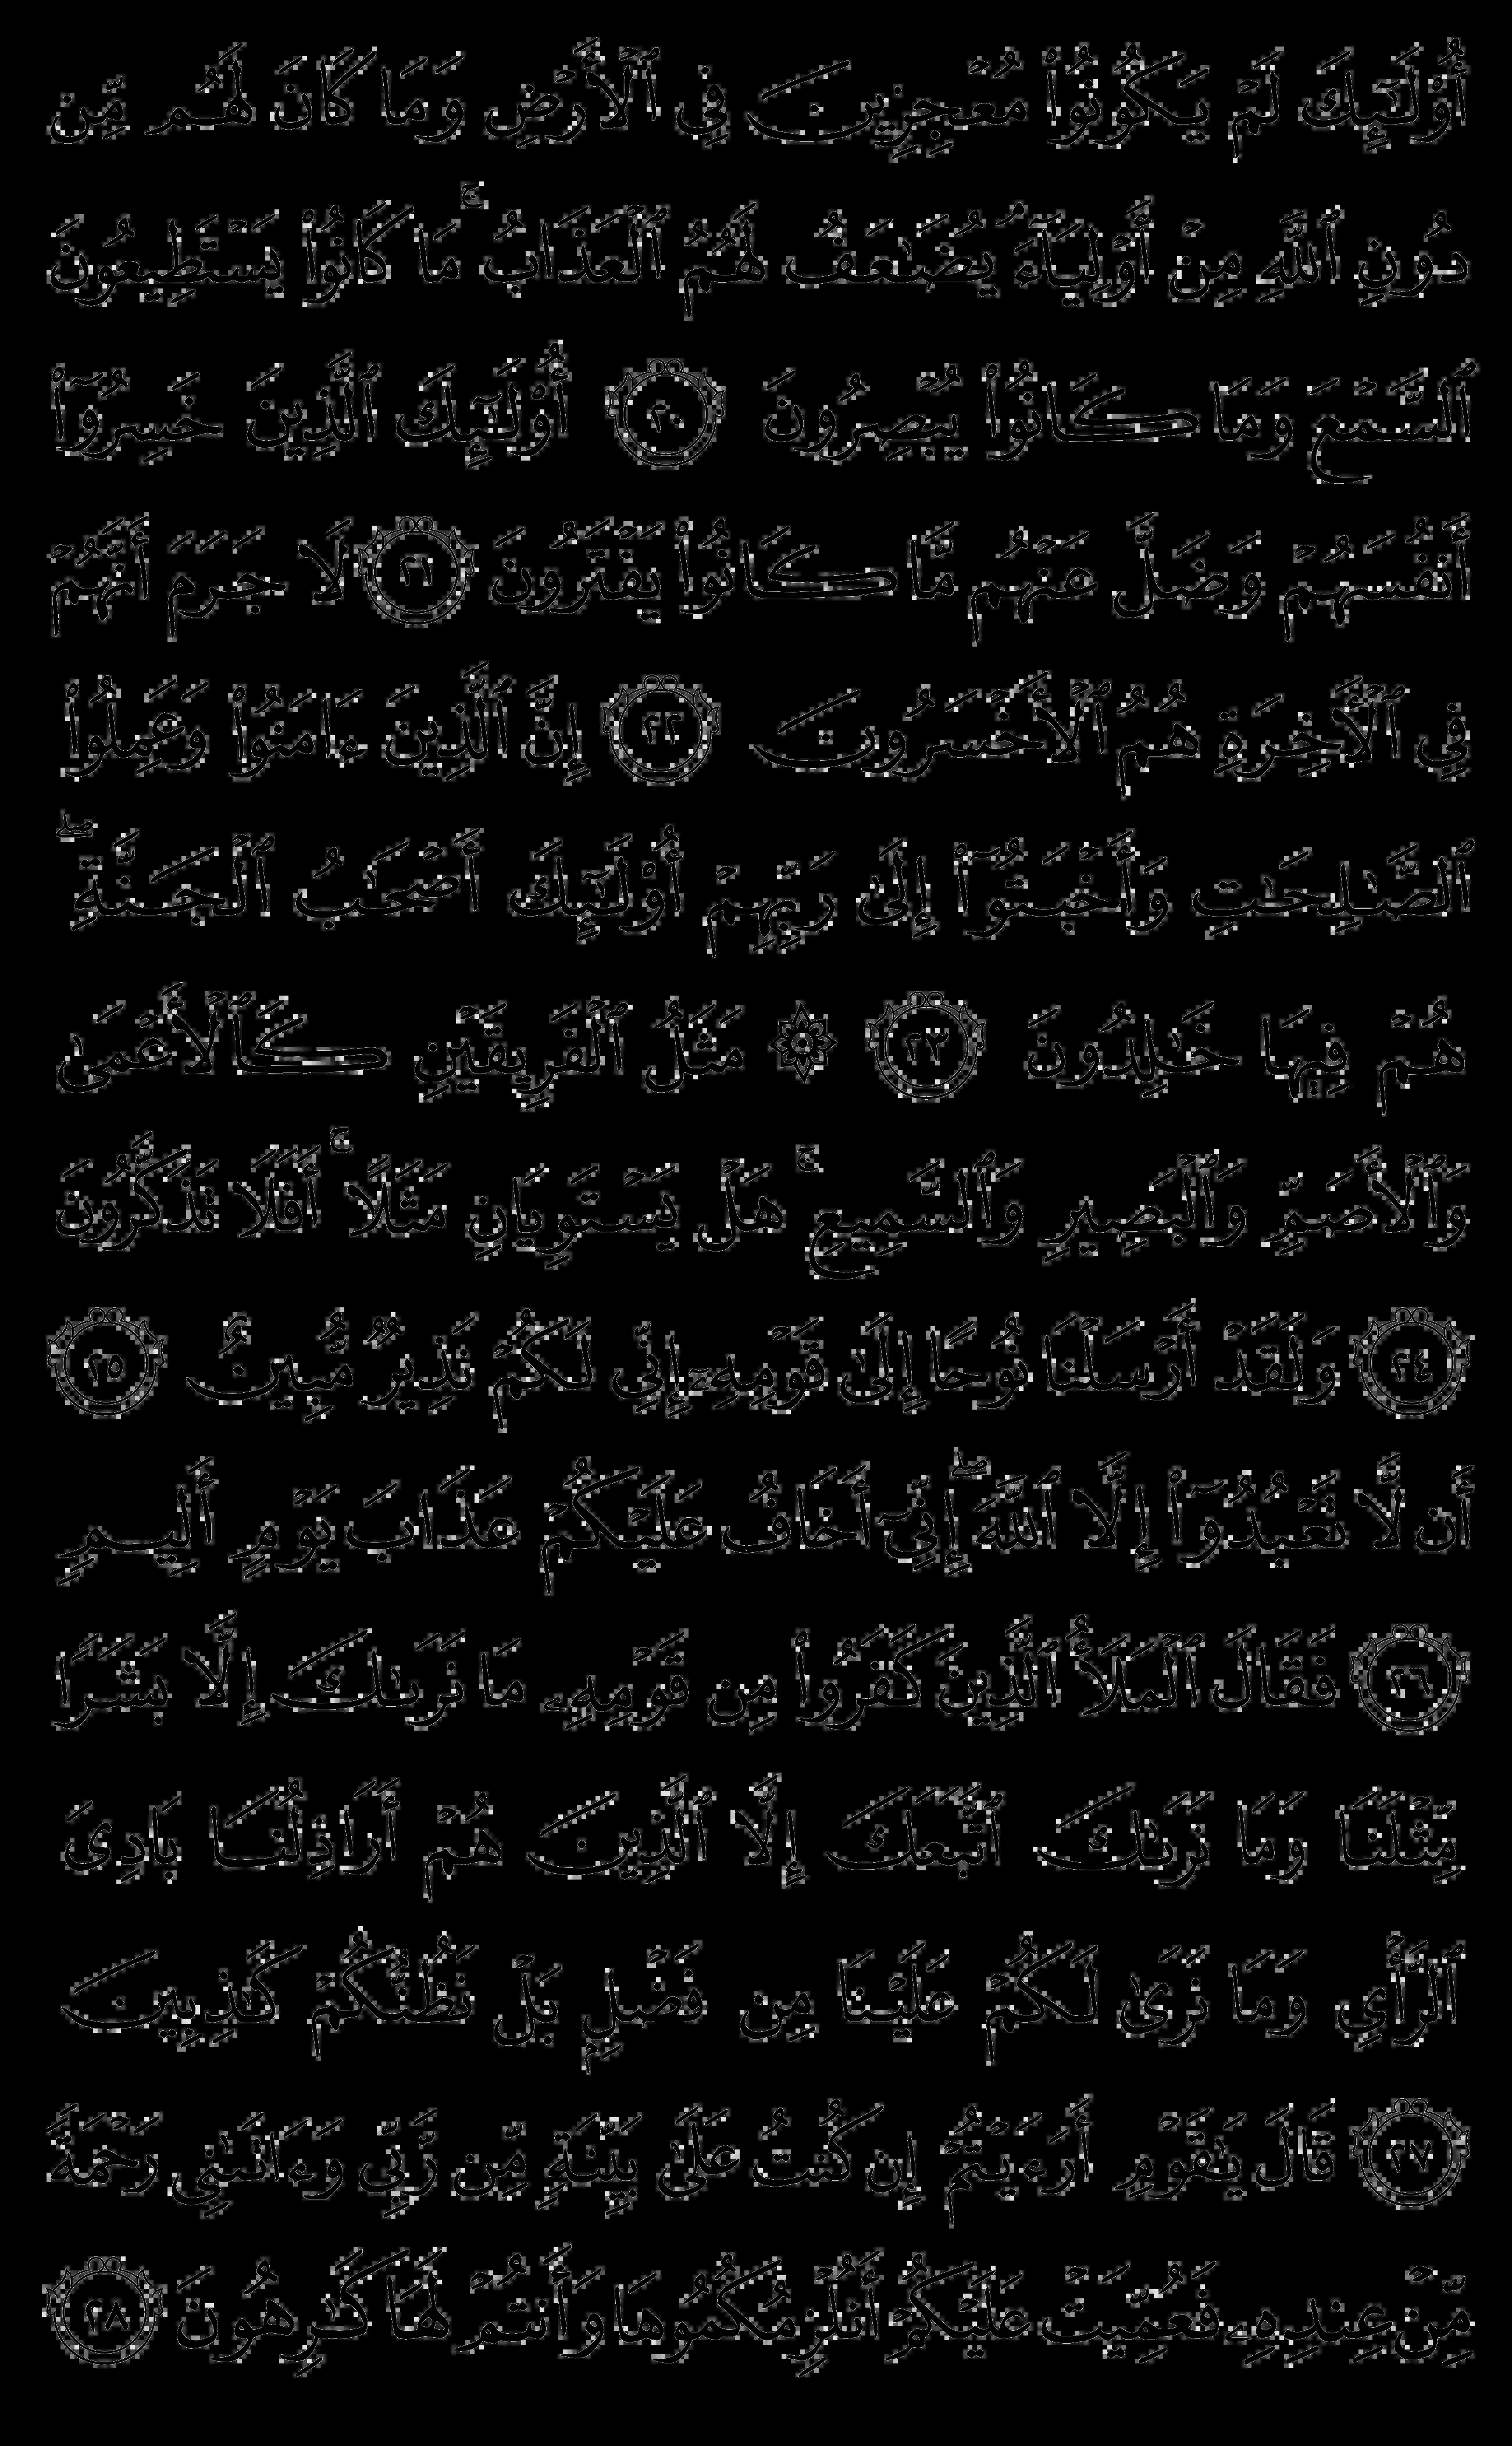 أُوْلَٰٓئِكَ لَمْ يَكُونُوا۟ مُعْجِزِينَ فِي ٱلْأَرْضِ وَمَا كَانَ لَهُم مِّن
دُونِ ٱللَّهِ مِنْ أَوْلِيَآءَ يُضَٰعَفُ لَهُمُ ٱلْعَذَابُ ۚ مَا كَانُوا۟ يَسْتَطِيعُونَ
ٱلسَّمْعَ وَمَا كَانُوا۟ يُبْصِرُونَ ٢٠ أُوْلَٰٓئِكَ ٱلَّذِينَ خَسِرُوٓا۟
أَنفُسَهُمْ وَضَلَّ عَنْهُم مَّا كَانُوا۟ يَفْتَرُونَ ٢١ لَا جَرَمَ أَنَّهُمْ
فِي ٱلْأٓخِرَةِ هُمُ ٱلْأَخْسَرُونَ ٢٢ إِنَّ ٱلَّذِينَ ءَامَنُوا۟ وَعَمِلُوا۟
ٱلصَّٰلِحَٰتِ وَأَخْبَتُوٓا۟ إِلَىٰ رَبِّهِمْ أُوْلَٰٓئِكَ أَصْحَٰبُ ٱلْجَنَّةِ ۖ
هُمْ فِيهَا خَٰلِدُونَ ٢٣ ۞ مَثَلُ ٱلْفَرِيقَيْنِ كَٱلْأَعْمَىٰ
وَٱلْأَصَمِّ وَٱلْبَصِيرِ وَٱلسَّمِيعِ ۚ هَلْ يَسْتَوِيَانِ مَثَلًا ۚ أَفَلَا تَذَكَّرُونَ
٢٤ وَلَقَدْ أَرْسَلْنَا نُوحًا إِلَىٰ قَوْمِهِۦٓ إِنِّي لَكُمْ نَذِيرٌ مُّبِينٌ ٢٥
أَن لَّا تَعْبُدُوٓا۟ إِلَّا ٱللَّهَ ۖ إِنِّيٓ أَخَافُ عَلَيْكُمْ عَذَابَ يَوْمٍ أَلِيمٍ
٢٦ فَقَالَ ٱلْمَلَأُ ٱلَّذِينَ كَفَرُوا۟ مِن قَوْمِهِۦ مَا نَرَىٰكَ إِلَّا بَشَرًا
مِّثْلَنَا وَمَا نَرَىٰكَ ٱتَّبَعَكَ إِلَّا ٱلَّذِينَ هُمْ أَرَاذِلُنَا بَادِيَ
ٱلرَّأْيِ وَمَا نَرَىٰ لَكُمْ عَلَيْنَا مِن فَضْلٍۭ بَلْ نَظُنُّكُمْ كَٰذِبِينَ
٢٧ قَالَ يَٰقَوْمِ أَرَءَيْتُمْ إِن كُنتُ عَلَىٰ بَيِّنَةٍ مِّن رَّبِّي وَءَاتَىٰنِي رَحْمَةً
مِّنْ عِندِهِۦ فَعُمِّيَتْ عَلَيْكُمْ أَنُلْزِمُكُمُوهَا وَأَنتُمْ لَهَا كَٰرِهُونَ ٢٨